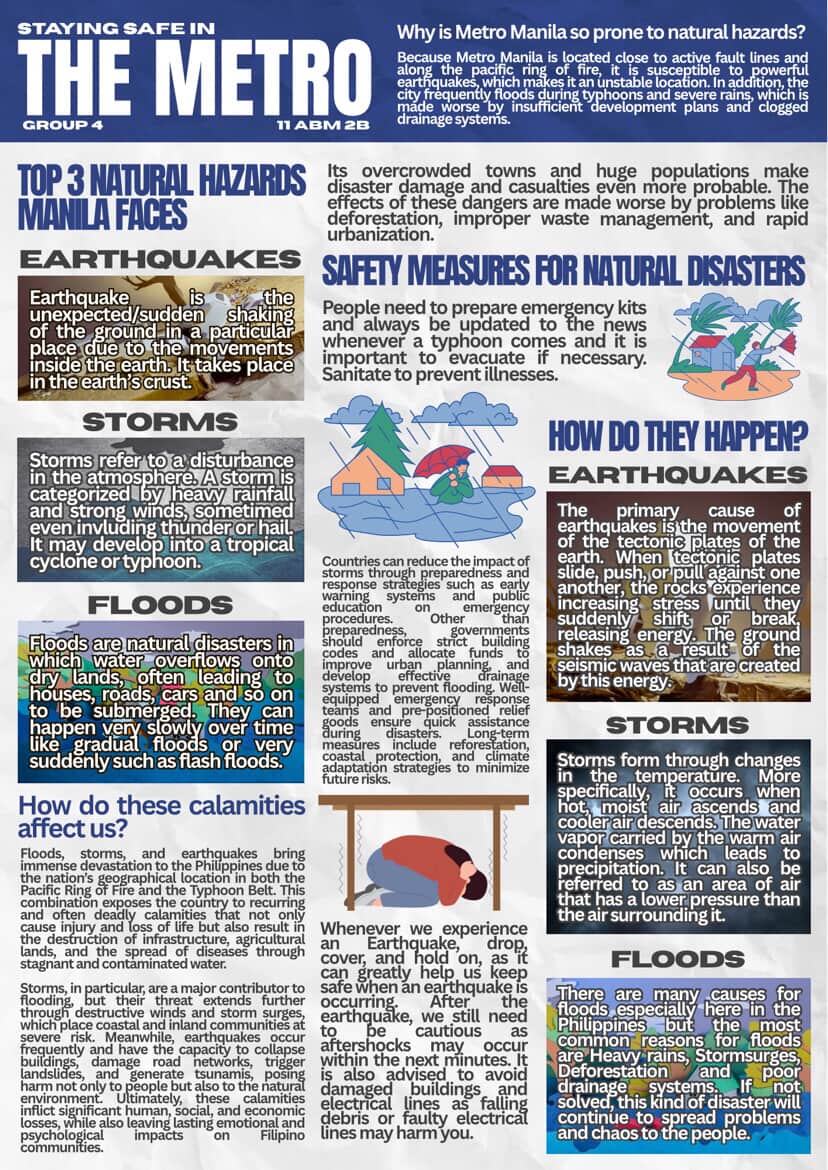 STAYING SAFE IN
THE METRO
GROUP 4
11 ABM 2B
Why is Metro Manila so prone to natural hazards?
Because Metro Manila is located close to active fault lines and
along the pacific ring of fire, it is susceptible to powerful
earthquakes, which makes it an unstable location. In addition, the
city frequently floods during typhoons and severe rains, which is
made worse by insufficient development plans and clogged
drainage systems.
TOP 3 NATURAL HAZARDS
MANILA FACES
EARTHQUAKES
Earthquake is the
unexpected/sudden shaking
of the ground in a particular
place due to the movements
inside the earth. It takes place
in the earth's crust.
STORMS
Storms refer to a disturbance
in the atmosphere. A storm is
categorized by heavy rainfall
and strong winds, sometimed
even invluding thunder or hail.
It may develop into a tropical
cyclone or typhoon.
FLOODS
Floods are natural disasters in
which water overflows onto
dry lands, often leading to
houses, roads, cars and so on
to be submerged. They can
happen very slowly over time
like gradual floods or very
suddenly such as flash floods.
How do these calamities
affect us?
Floods, storms, and earthquakes bring
immense devastation to the Philippines due to
the nation's geographical location in both the
Pacific Ring of Fire and the Typhoon Belt. This
combination exposes the country to recurring
and often deadly calamities that not only
cause injury and loss of life but also result in
the destruction of infrastructure, agricultural
lands, and the spread of diseases through
stagnant and contaminated water.
Storms, in particular, are a major contributor to
flooding, but their threat extends further
through destructive winds and storm surges,
which place coastal and inland communities at
severe risk. Meanwhile, earthquakes occur
frequently and have the capacity to collapse
buildings, damage road networks, trigger
landslides, and generate tsunamis, posing
harm not only to people but also to the natural
environment. Ultimately, these calamities
inflict significant human, social, and economic
losses, while also leaving lasting emotional and
psychological impacts on Filipino
communities.
Its overcrowded towns and huge populations make
disaster damage and casualties even more probable. The
effects of these dangers are made worse by problems like
deforestation, improper waste management, and rapid
urbanization.
SAFETY MEASURES FOR NATURAL DISASTERS
People need to prepare emergency kits
and always be updated to the news
whenever a typhoon comes and it is
important to evacuate if necessary.
Sanitate to prevent illnesses.
Countries can reduce the impact of
storms through preparedness and
response strategies such as early
warning systems and public
education on emergency
procedures. Other than
preparedness, governments
should enforce strict building
codes and allocate funds to
improve urban planning, and
develop effective drainage
systems to prevent flooding. Well-
equipped emergency response
teams and pre-positioned relief
goods ensure quick assistance
during disasters. Long-term
measures include reforestation,
coastal protection, and climate
adaptation strategies to minimize
future risks.
Whenever we experience
an Earthquake, drop,
cover, and hold on, as it
can greatly help us keep
safe when an earthquake is
occurring. After the
earthquake, we still need
to be cautious as
aftershocks may occur
within the next minutes. It
is also advised to avoid
damaged buildings and
electrical lines as falling
debris or faulty electrical
lines may harm you.
HOW DO THEY HAPPEN?
EARTHQUAKES
The primary cause of
earthquakes is the movement
of the tectonic plates of the
earth. When tectonic plates
slide, push, or pull against one
another, the rocks experience
increasing stress until they
suddenly shift or break,
releasing energy. The ground
shakes as a result of the
seismic waves that are created
by this energy.
STORMS
Storms form through changes
in the temperature. More
specifically, it occurs when
hot, moist air ascends and
cooler air descends. The water
vapor carried by the warm air
condenses which leads to
precipitation. It can also be
referred to as an area of air
that has a lower pressure than
the air surrounding it.
FLOODS
There are many causes for
floods especially here in the
Philippines but the most
common reasons for floods
are Heavy rains, Stormsurges,
Deforestation and poor
drainage systems. If not
solved, this kind of disaster will
continue to spread problems
and chaos to the people.